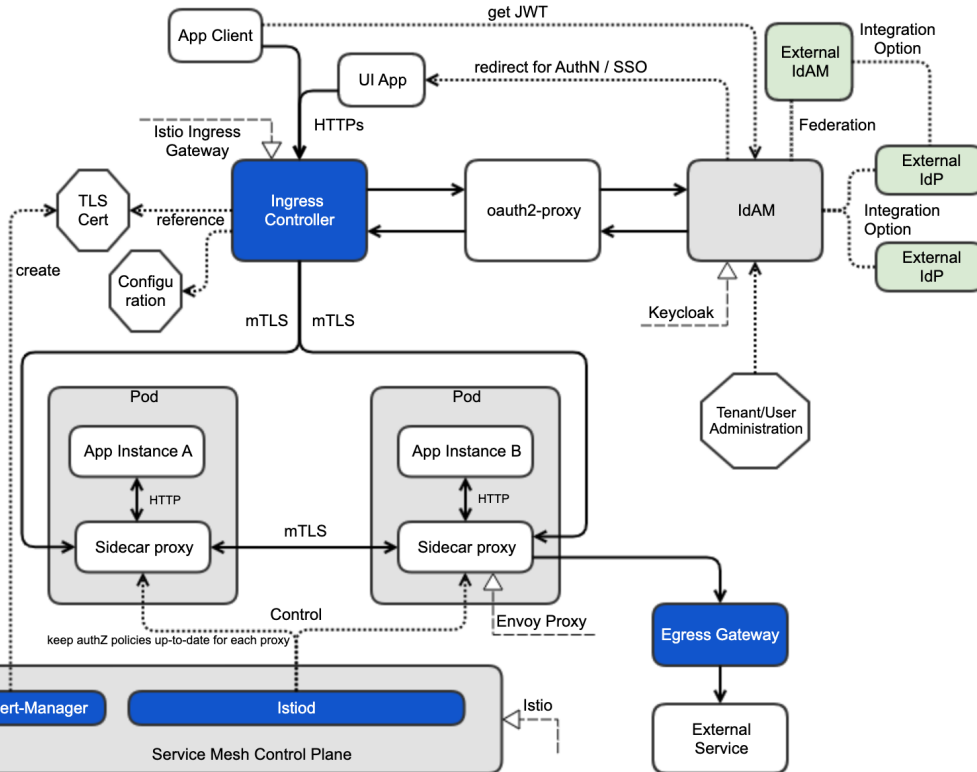 get JWT
App Client
External
IdAM
Integration
Option
UI App
redirect for AuthN / SSO
HTTPs
Istio Ingress
Gateway
Federation
External
IdP
TLS
Cert
reference
Ingress
Controller
oauth2-proxy
IdAM
Integration
Option
External
IdP
create
Configu
ration
Keycloak
mTLS
mTLS
Pod
Pod
Tenant/User
Administration
App Instance A
App Instance B
HTTP
HTTP
mTLS
Sidecar proxy
Sidecar proxy
Control
keep authZ policies up-to-date for each proxy
Envoy Proxy
Egress Gateway
ert-Manager
Istiod
Istio
External
Service
Service Mesh Control Plane